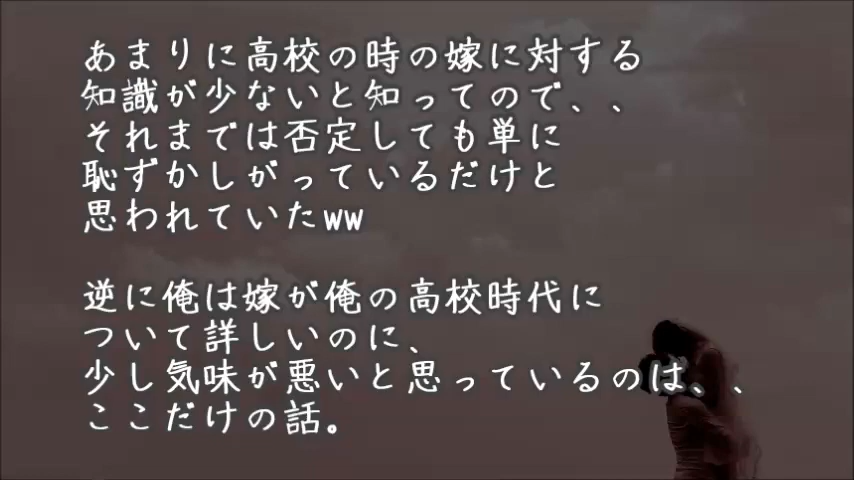 あまりに高校の時の嫁に対する
知識が少ないと知ってので、、
それまでは否定しても単に
恥ずかしがっているだけと
思われていたww
逆に俺は嫁が俺の高校時代に
ついて詳しいのに、
少し気味が悪いと思っているのは、、
ここだけの話。